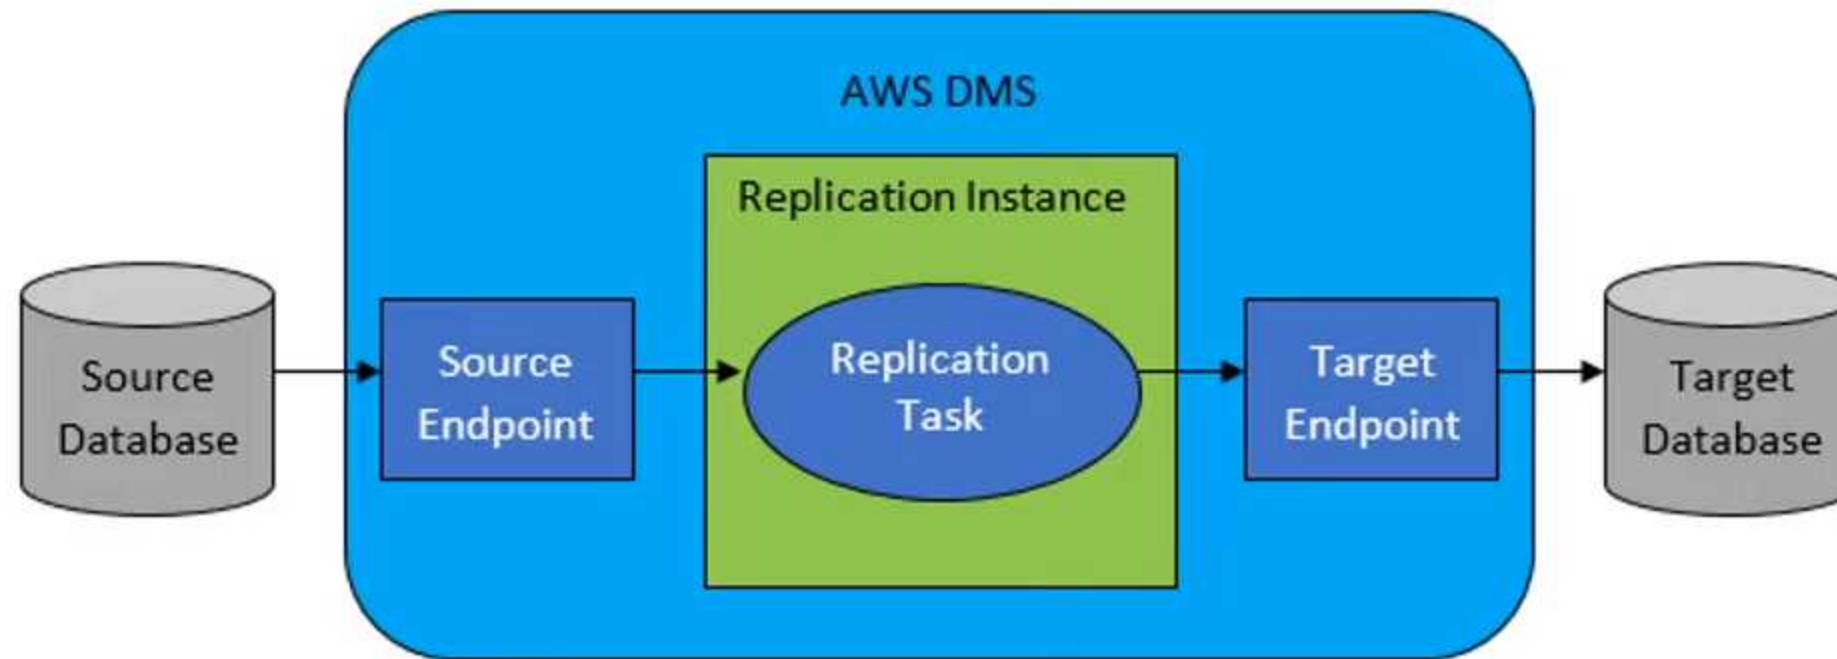 AWS DMS
Replication Instance
Source
Database
Source
Endpoint
Replication
Task
Target
Endpoint
Target
Database